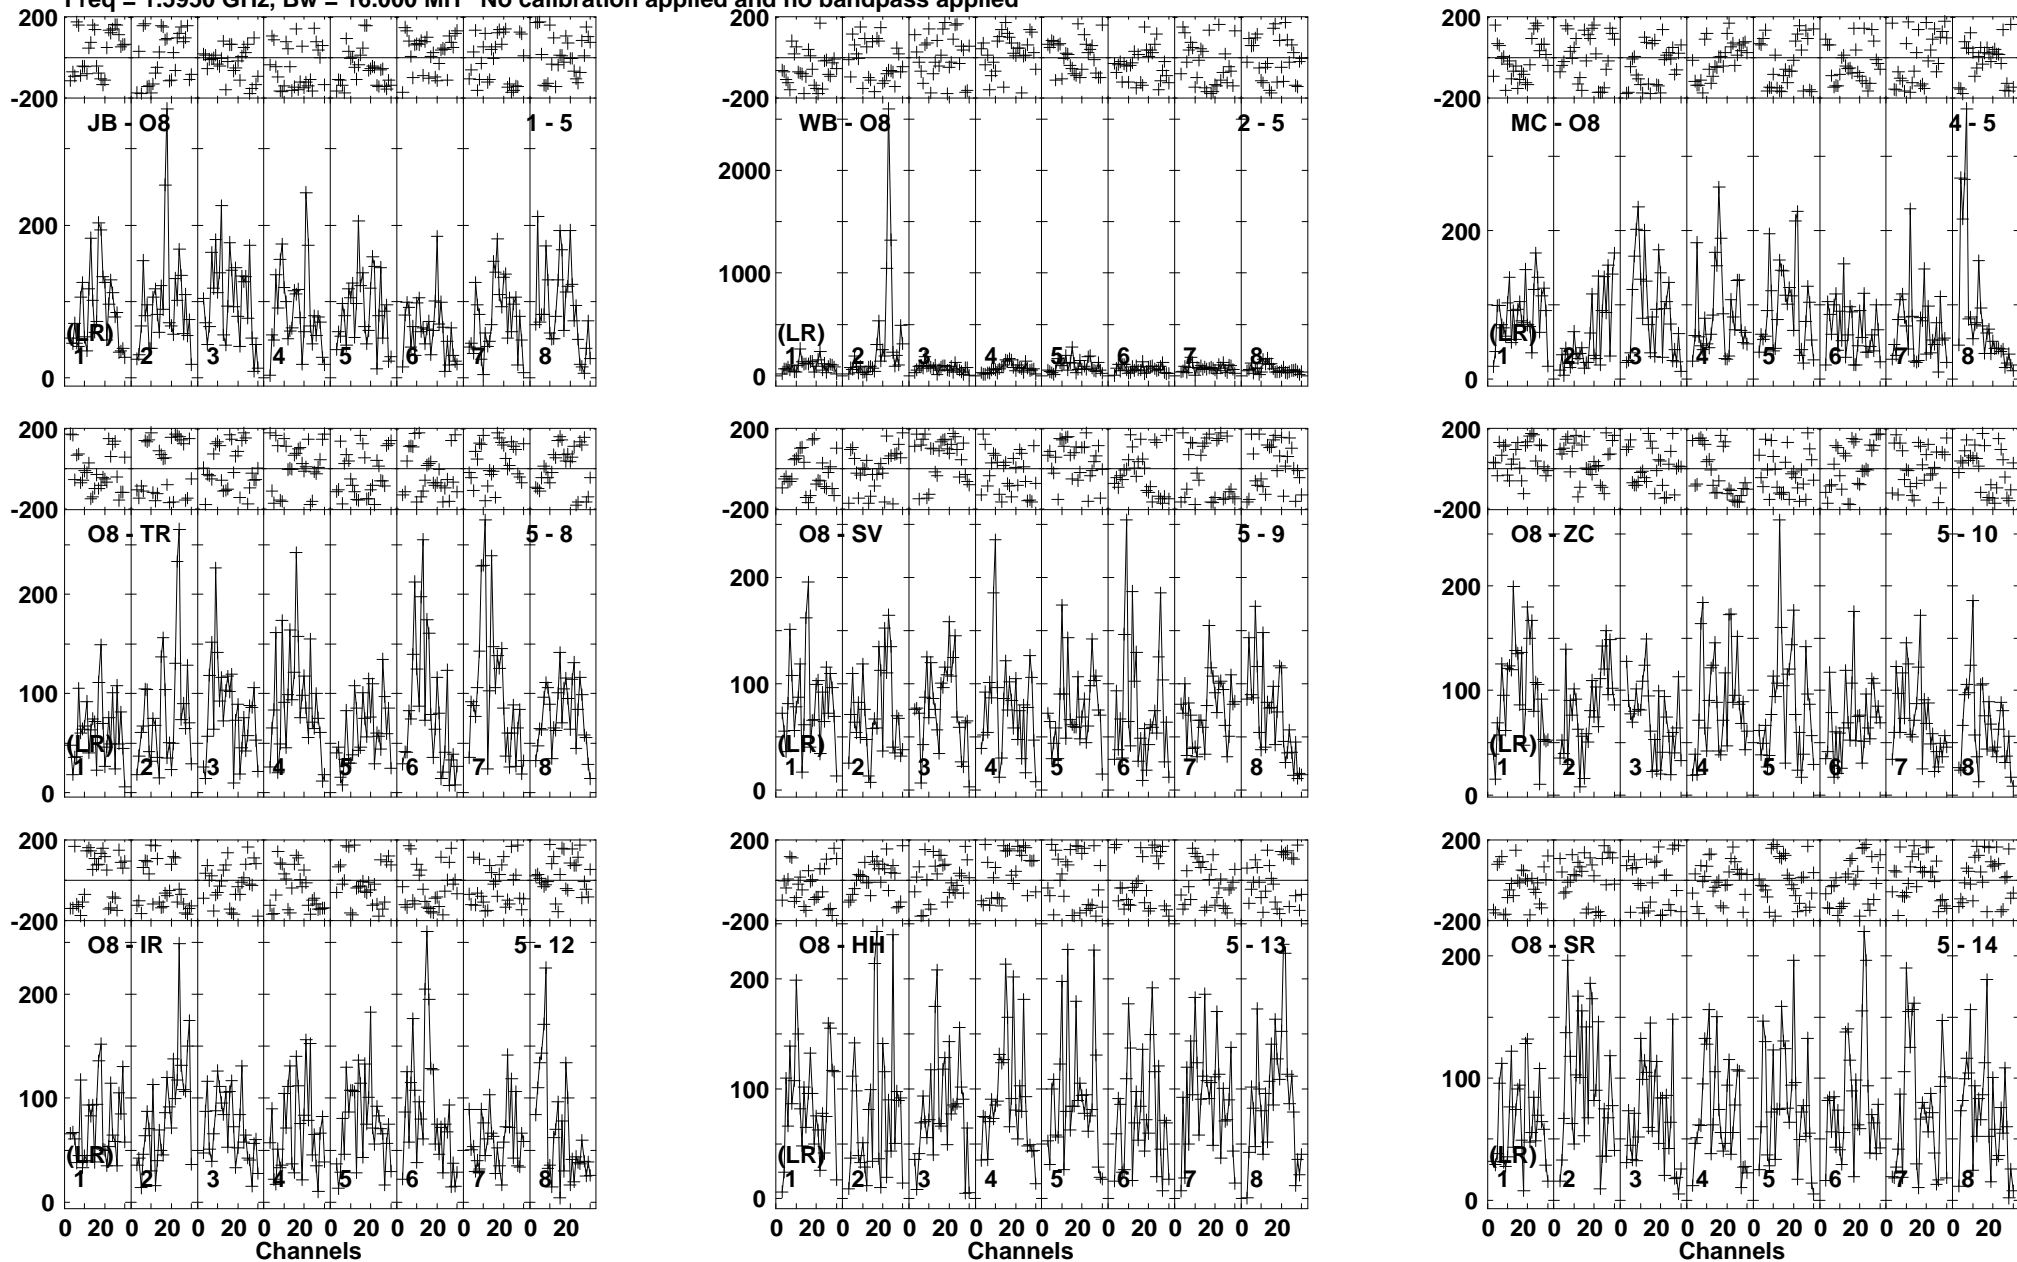 Freq = 1.5950 GHz, Bw = 16.000 MH No calibration applied and no bandpass applied
200 200 200
-200 -200 -200
JB - O8 1 - 5 WB - O8 2 - 5 MC - O8 4 - 5
2000
200 200
1000
(LR) (LR) (LR)
1 2 3 4 5 6 7 8 1 2 3 4 5 6 7 8 1 2 3 4 5 6 7 8
0 0 0
200 200 200
-200 -200 -200
O8 - TR 5 - 8 O8 - SV 5 - 9 O8 - ZC 5 - 10
200 200 200
100 100 100
(LR) (LR) (LR)
1 2 3 4 5 6 7 8 1 2 3 4 5 6 7 8 1 2 3 4 5 6 7 8
0 0 0
200 200 200
-200 -200 -200
O8 - IR 5 - 12 O8 - HH 5 - 13 O8 - SR 5 - 14
200 200 200
100 100 100
(LR) (LR) (LR)
1 2 3 4 5 6 7 8 1 2 3 4 5 6 7 8 1 2 3 4 5 6 7 8
0 0 0
0 20 0 20 0 20 0 20 0 20 0 20 0 20 0 20 0 20 0 20 0 20 0 20 0 20 0 20 0 20 0 20 0 20 0 20 0 20 0 20 0 20 0 20 0 20 0 20
Channels Channels Channels